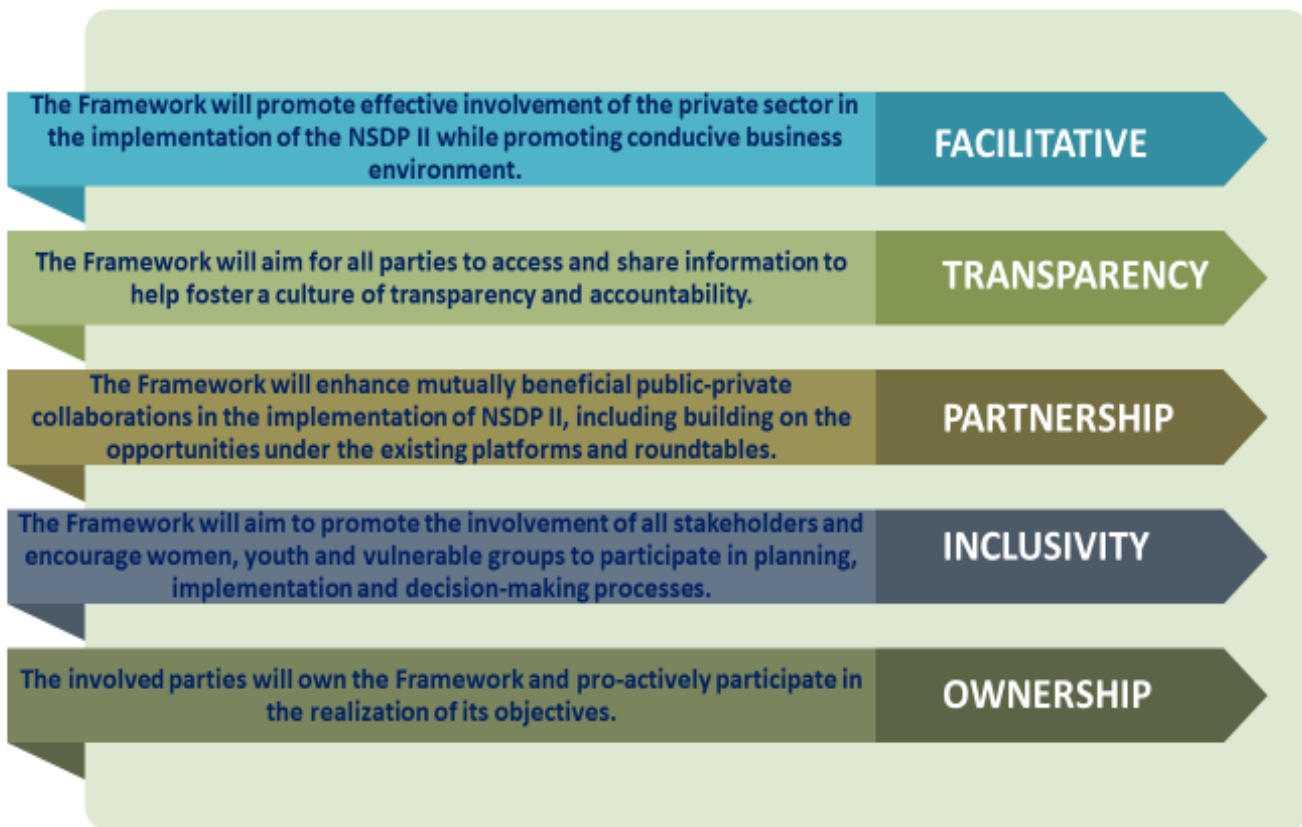 The Framework will promote effective involvement of the private sector in
the implementation of the NSDP II while promoting conducive business
environment.
FACILITATIVE
The Framework will aim for all parties to access and share information to
help foster a culture of transparency and accountability.
TRANSPARENCY
The Framework will enhance mutually beneficial public-private
collaborations in the implementation of NSDP II, including building on the
opportunities under the existing platforms and roundtables.
PARTNERSHIP
The Framework will aim to promote the involvement of all stakeholders and
encourage women, youth and vulnerable groups to participate in planning,
implementation and decision-making processes.
INCLUSIVITY
The involved parties will own the Framework and pro-actively participate in
the realization of its objectives.
OWNERSHIP